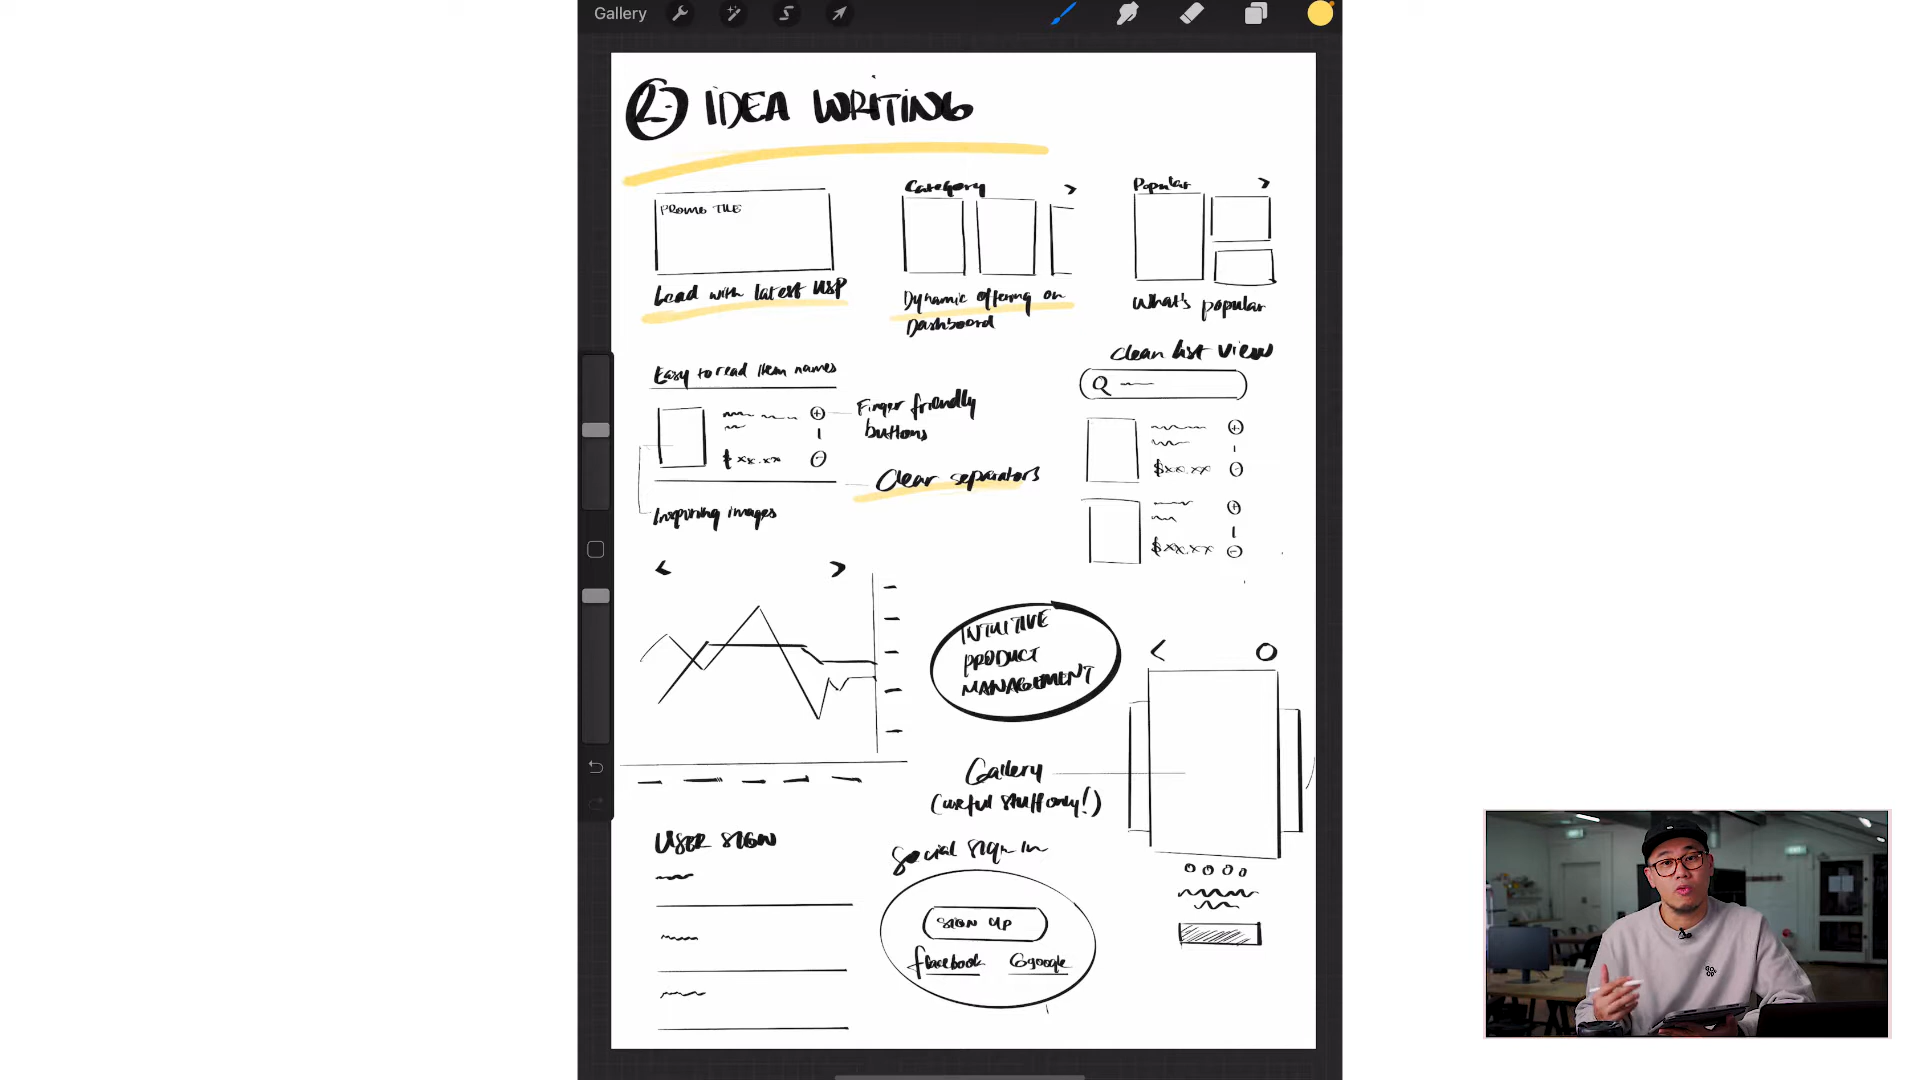 Gallery
2 IDEA WRITING
PROMO TILE
Lead with latest USP
Category >
Dynamic offering on
Dashboard
Popular >
What's popular
Easy to read item names
$ xx.xx
Finger friendly
buttons
Clear separators
Inspiring images
Clean list view
$xx.xx
$xx.xx
< >
INTUITIVE
PRODUCT
MANAGEMENT
<
Gallery
(useful stuff only!)
USER SIGN
Social sign in
SIGN UP
facebook Google